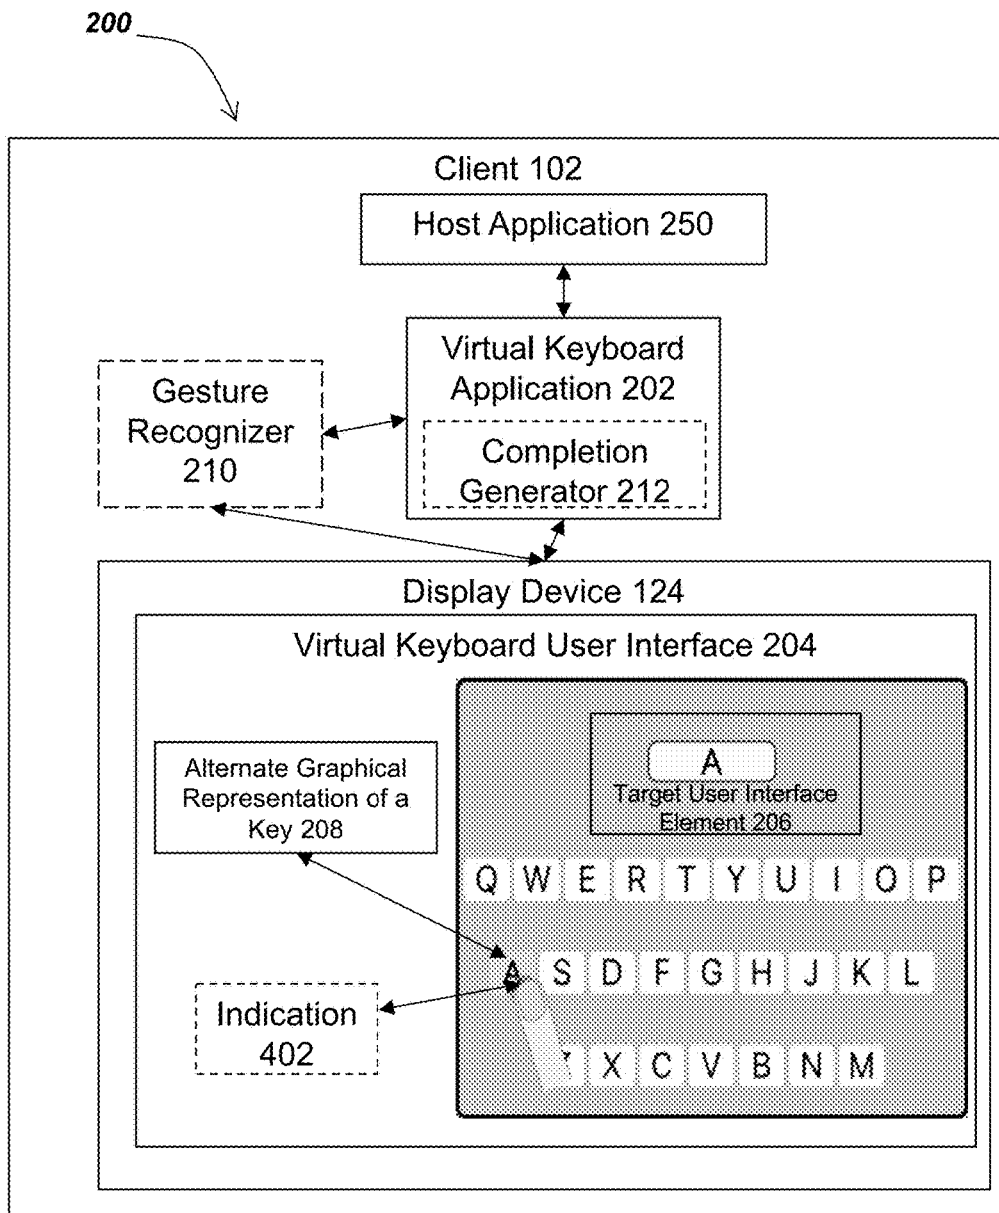 200
Client 102
Host Application 250
Virtual Keyboard
Application 202
Gesture
Recognizer
210
Completion
Generator 212
Display Device 124
Virtual Keyboard User Interface 204
A
Target User Interface
Element 206
Alternate Graphical
Representation of a
Key 208
Q W E R T Y U I O P
A S D F G H J K L
Indication
402
X C V B N M